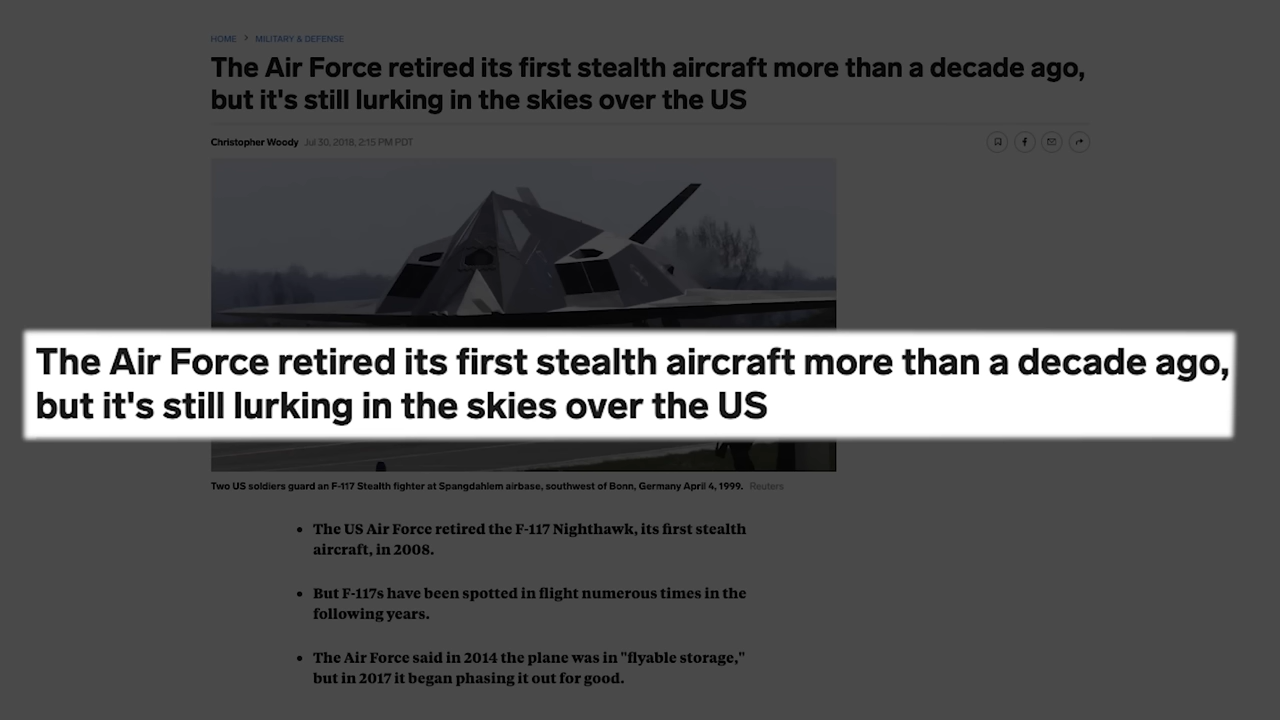 HOME > MILITARY & DEFENSE
The Air Force retired its first stealth aircraft more than a decade ago,
but it's still lurking in the skies over the US
Christopher Woody Jul 30, 2018, 2:15 PM PDT
The Air Force retired its first stealth aircraft more than a decade ago,
but it's still lurking in the skies over the US
Two US soldiers guard an F-117 Stealth fighter at Spangdahlem airbase, southwest of Bonn, Germany April 4, 1999. Reuters
• The US Air Force retired the F-117 Nighthawk, its first stealth
aircraft, in 2008.
• But F-117s have been spotted in flight numerous times in the
following years.
• The Air Force said in 2014 the plane was in "flyable storage,"
but in 2017 it began phasing it out for good.